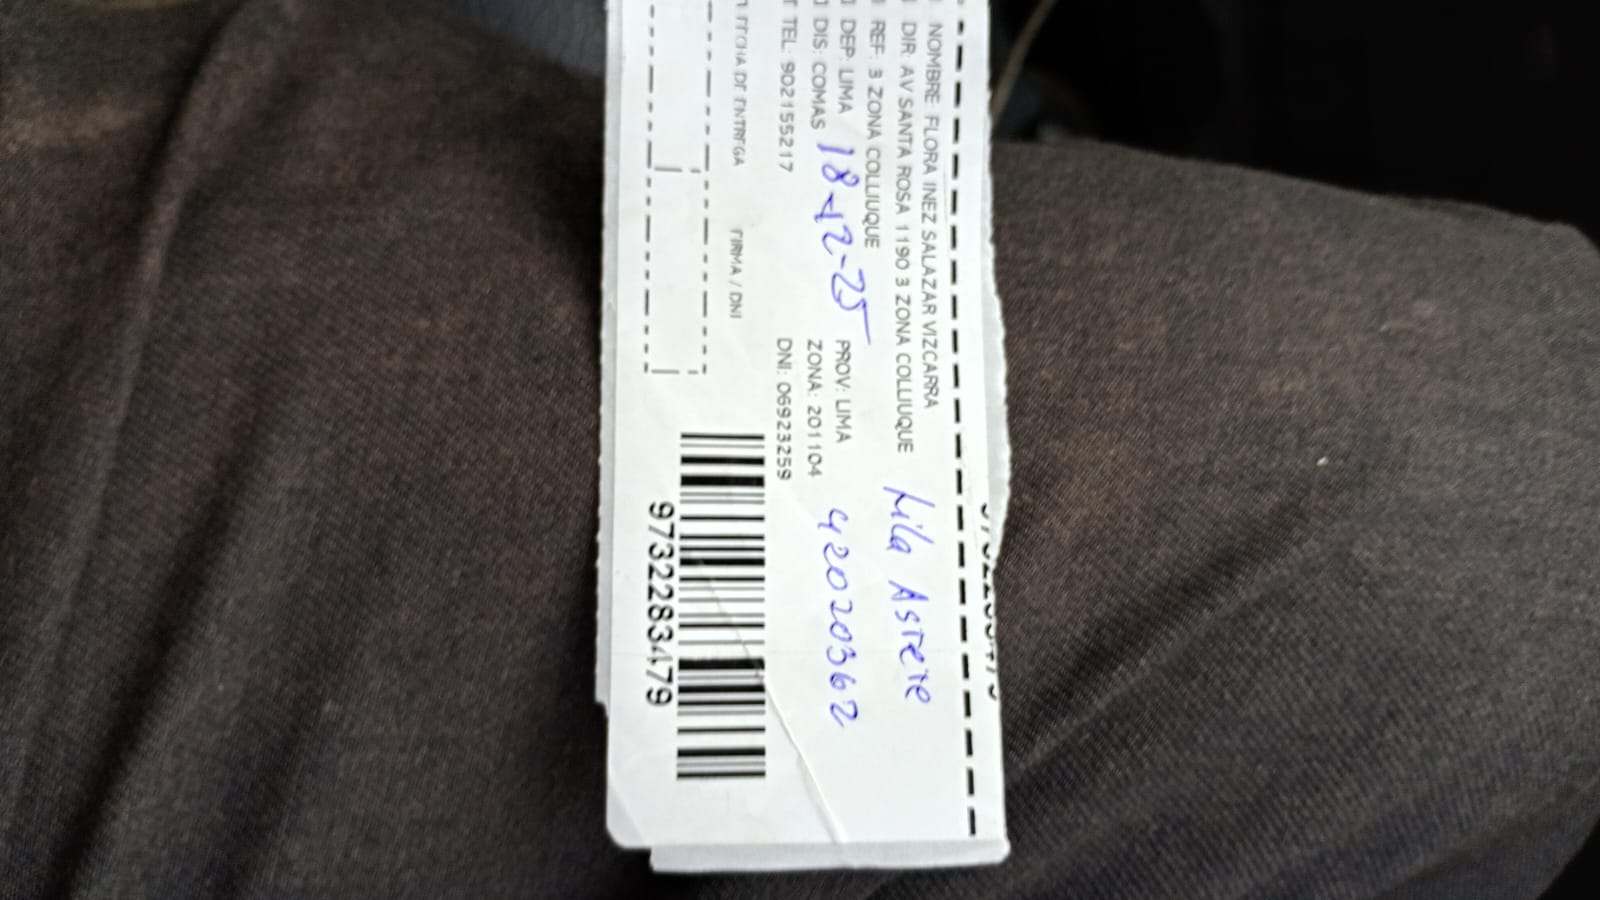 NOMBRE: FLORA INEZ SALAZAR VIZCARRA
DIR: AV SANTA ROSA 1190 3 ZONA COLLIUQUE
Lila Astete
REF: 3 ZONA COLLIUQUE
DEP: LIMA
18-12-25
PROV: LIMA
DIS: COMAS
ZONA: 201104
42020362
TEL: 902155217
DNI: 06923259
FECHA DE ENTREGA
FIRMA / DNI
9732283479